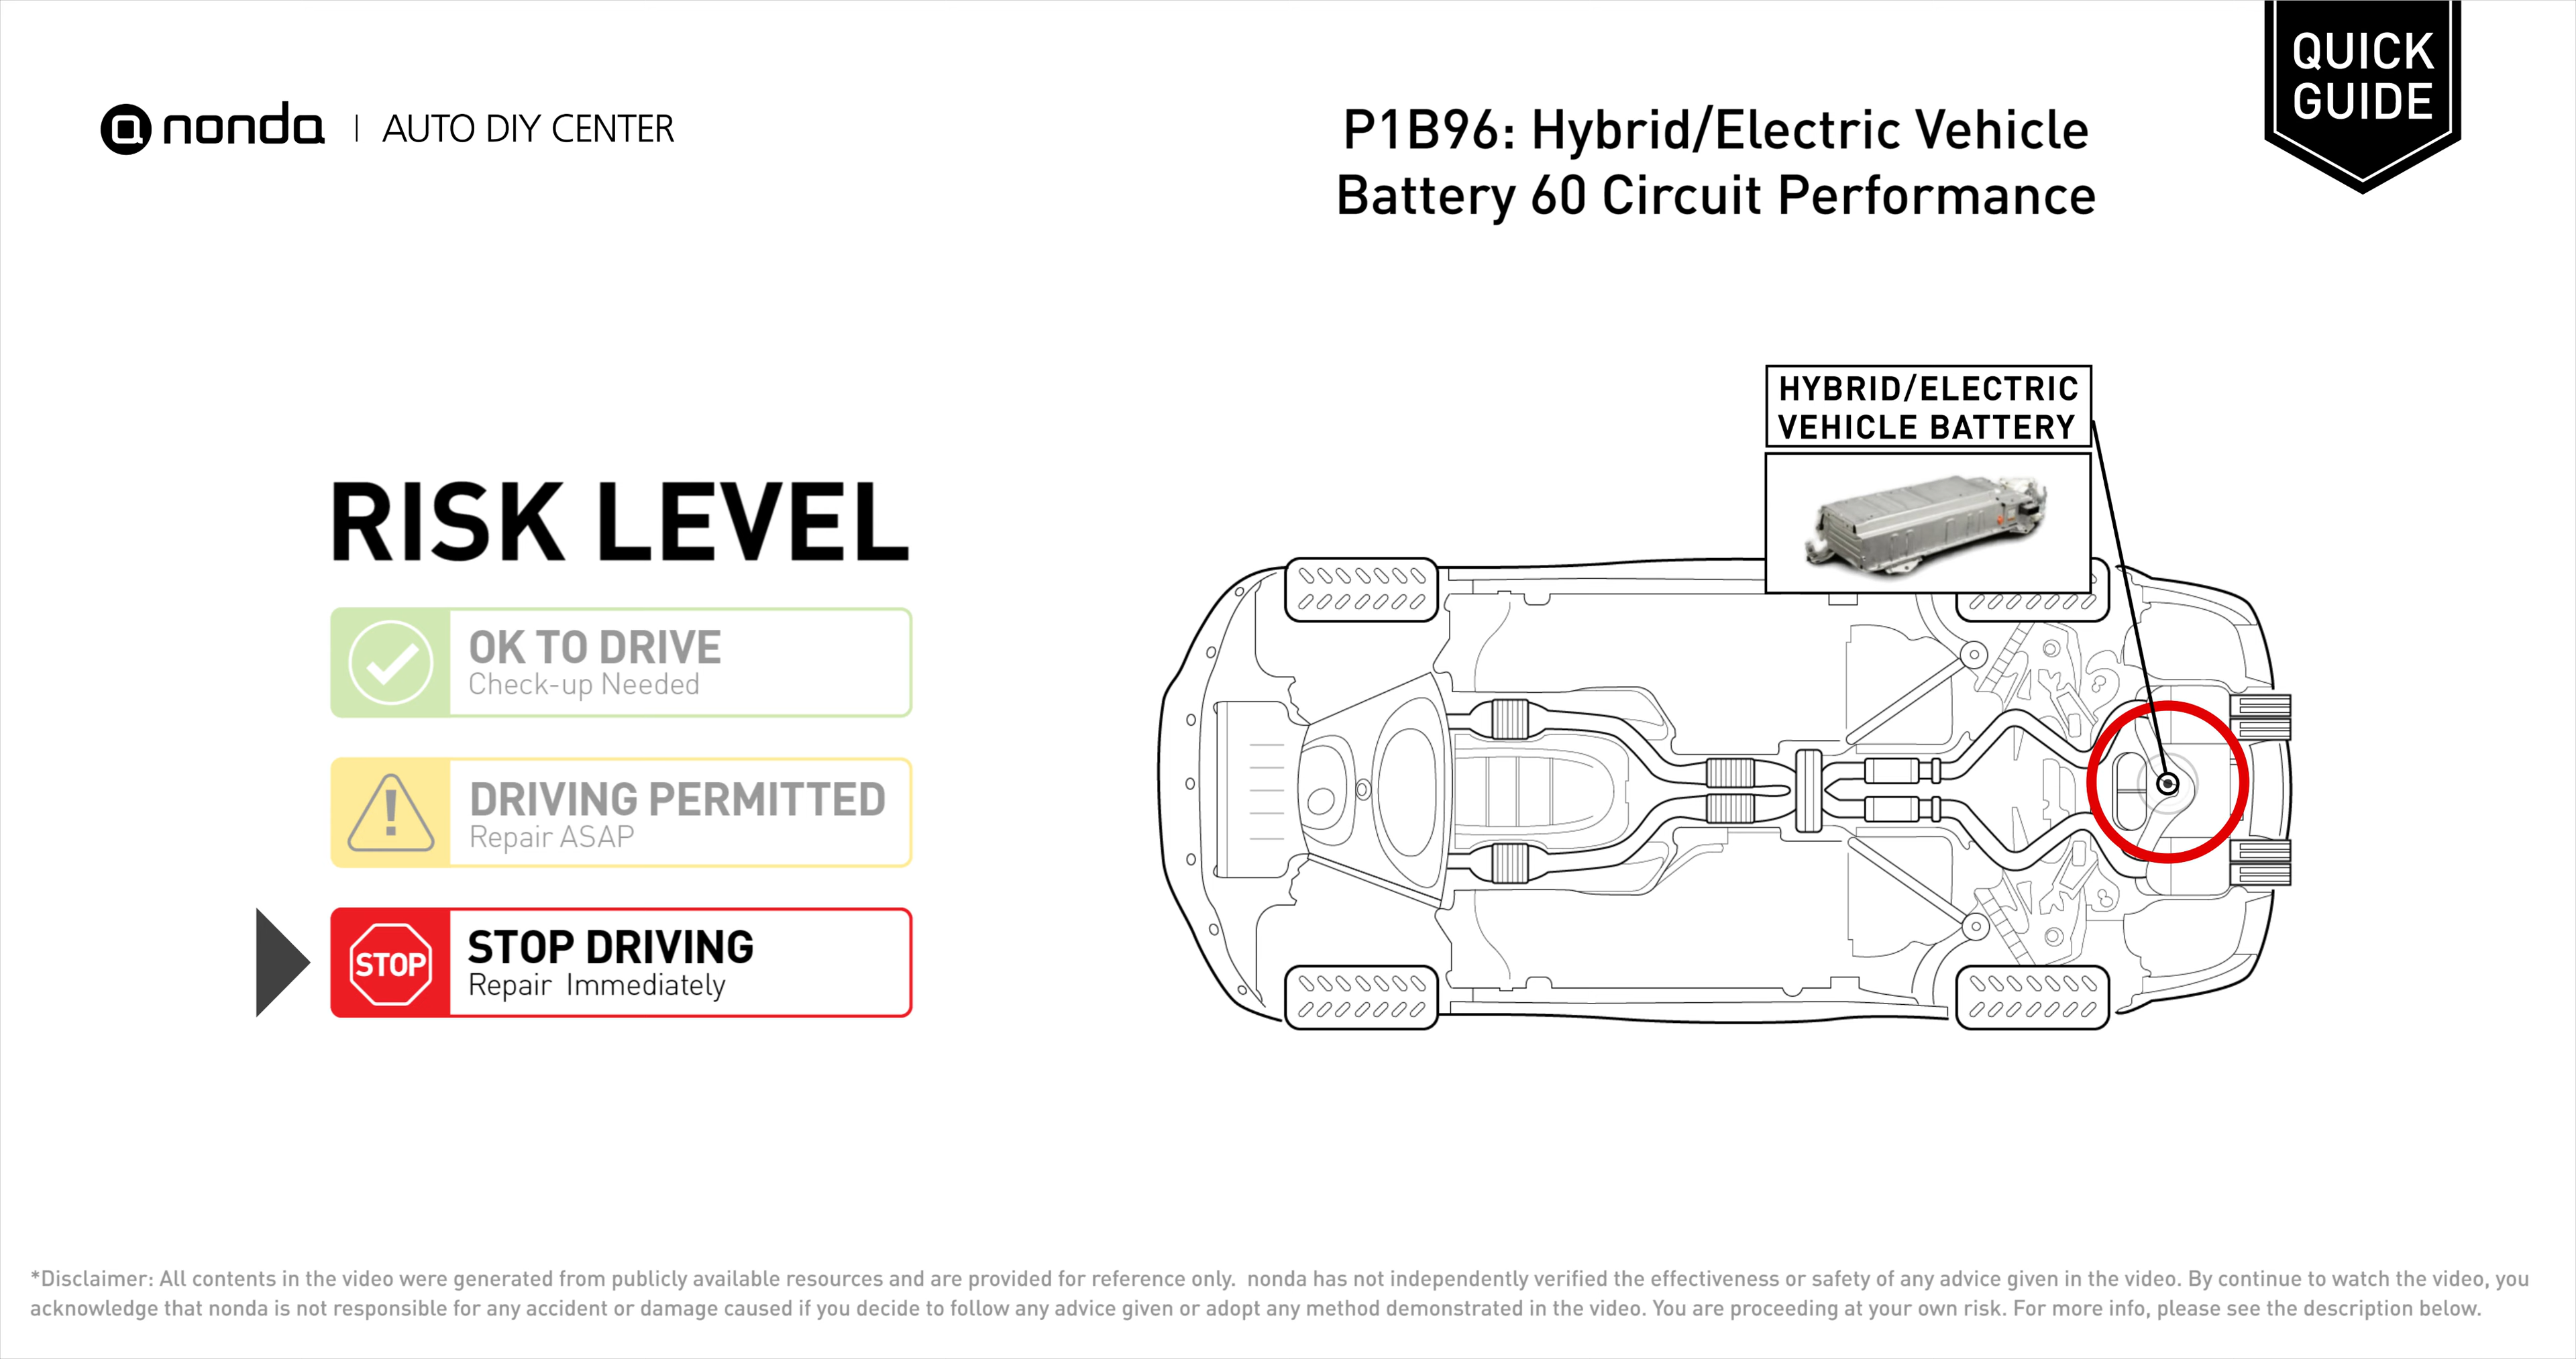 nonda | AUTO DIY CENTER
P1B96: Hybrid/Electric Vehicle
Battery 60 Circuit Performance
QUICK
GUIDE
HYBRID/ELECTRIC
VEHICLE BATTERY
RISK LEVEL
OK TO DRIVE
Check-up Needed
!
DRIVING PERMITTED
Repair ASAP
STOP
STOP DRIVING
Repair Immediately
*Disclaimer: All contents in the video were generated from publicly available resources and are provided for reference only. nonda has not independently verified the effectiveness or safety of any advice given in the video. By continue to watch the video, you
acknowledge that nonda is not responsible for any accident or damage caused if you decide to follow any advice given or adopt any method demonstrated in the video. You are proceeding at your own risk. For more info, please see the description below.